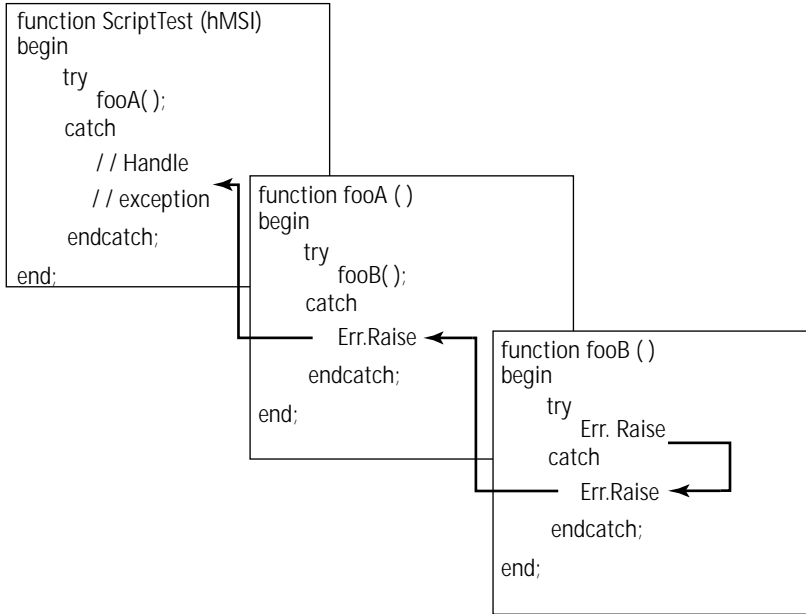 function ScriptTest (hMSI)
begin
try
fooA( );
catch
/ / Handle
/ / exception
endcatch;
end;
function fooA ( )
begin
try
fooB( );
catch
Err.Raise
endcatch;
end;
function fooB ( )
begin
try
Err. Raise
catch
Err.Raise
endcatch;
end;